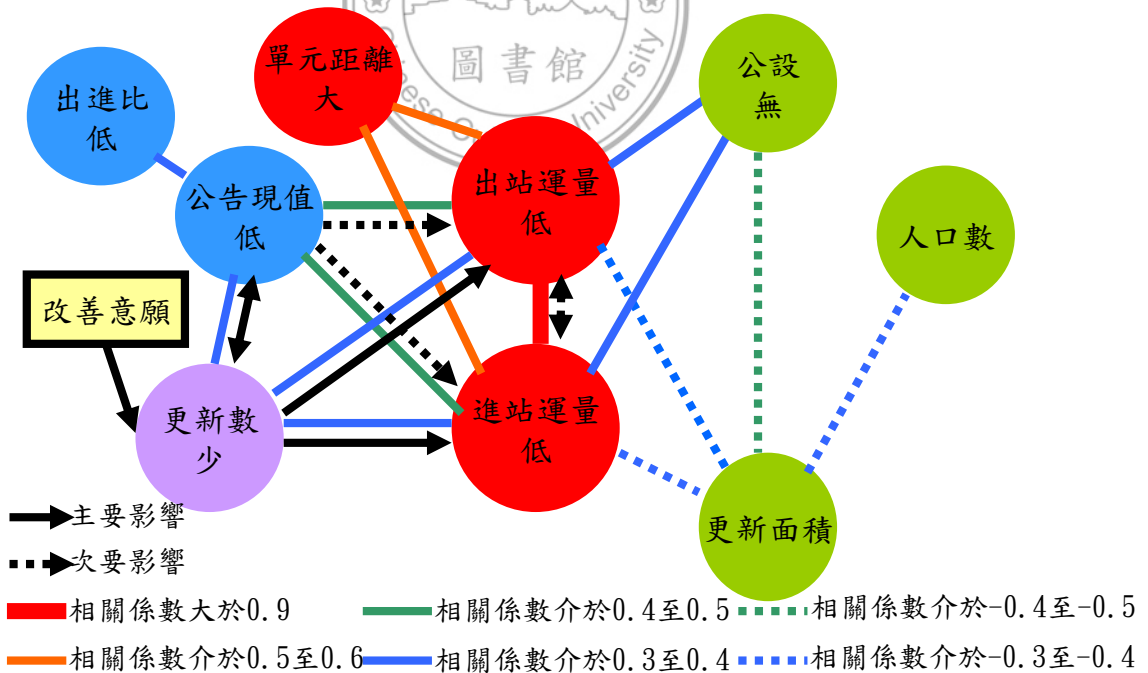 圖書館
nese
University
單元距離
大
公設
無
出進比
低
公告現值
低
出站運量
低
人口數
改善意願
更新數
少
進站運量
低
更新面積
主要影響
次要影響
相關係數大於0.9
相關係數介於0.4至0.5
相關係數介於-0.4至-0.5
相關係數介於0.5至0.6
相關係數介於0.3至0.4
相關係數介於-0.3至-0.4